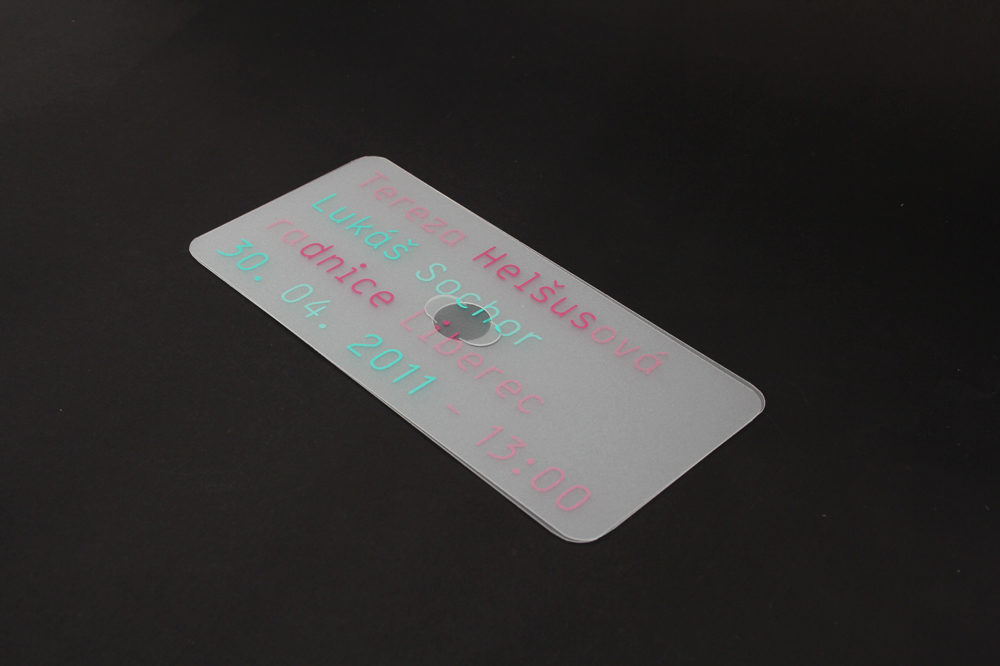 Tereza Helšusová
Lukáš Sochor
radnice Liberec
30. 04. 2011 - 13:00